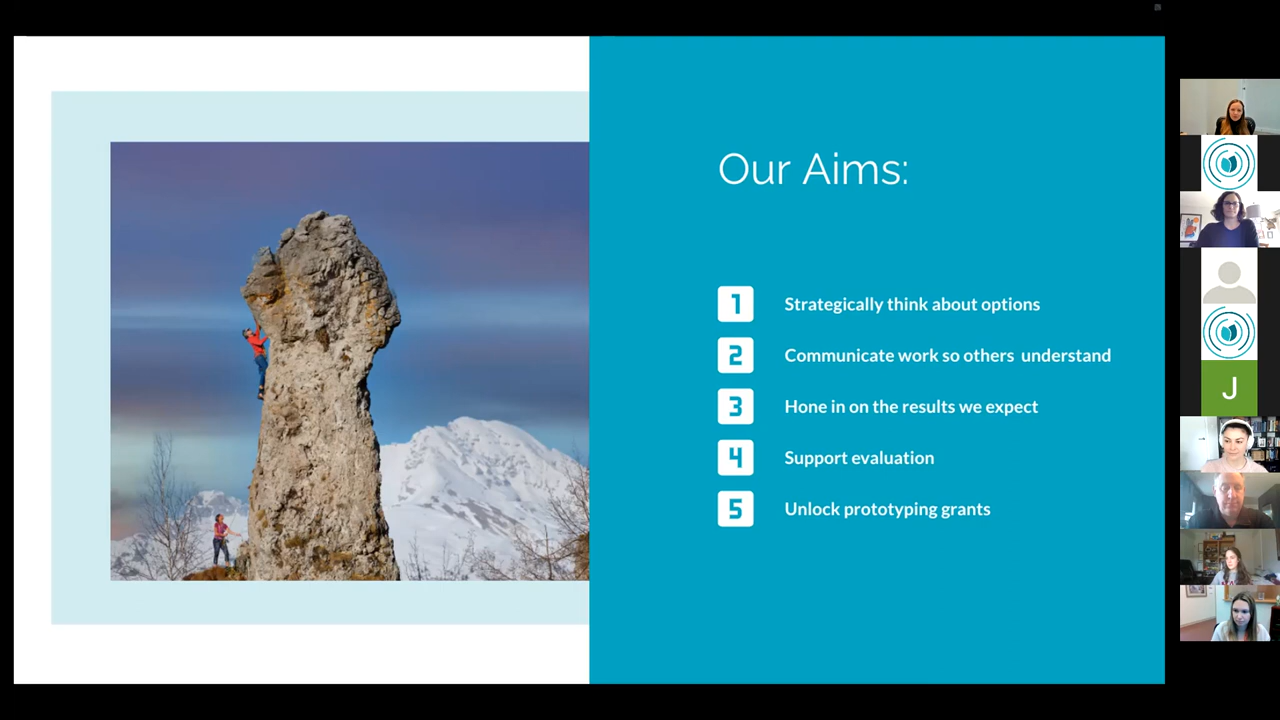 Our Aims:
1 Strategically think about options
2 Communicate work so others understand
3 Hone in on the results we expect
4 Support evaluation
5 Unlock prototyping grants
J